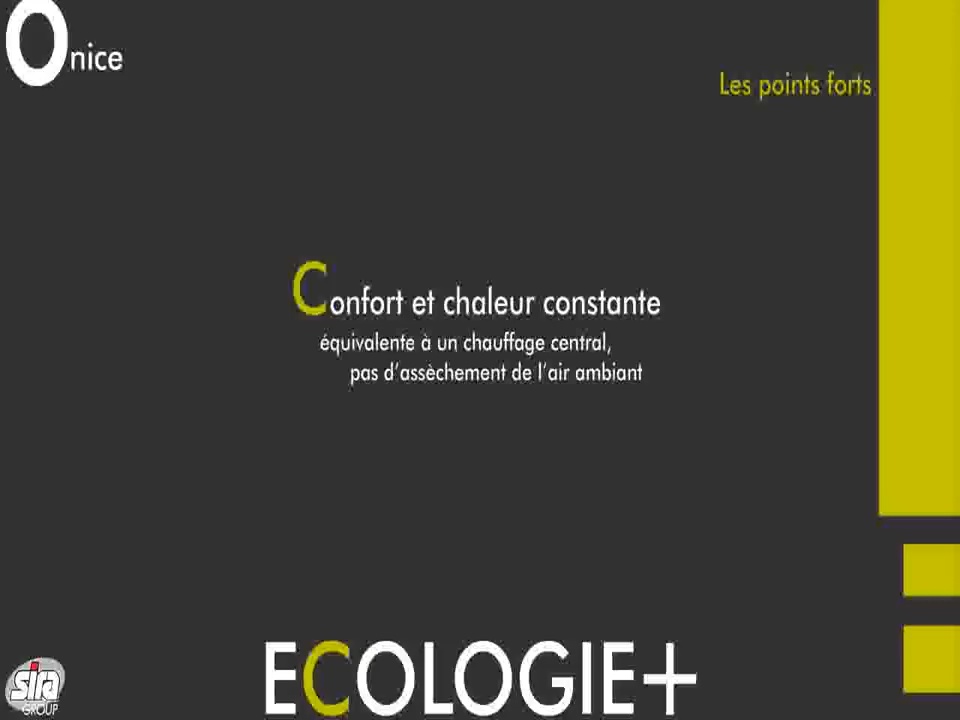 Onice
Les points forts
Confort et chaleur constante
équivalente à un chauffage central,
pas d'assèchement de l'air ambiant
ECOLOGIE+
sira
GROUP